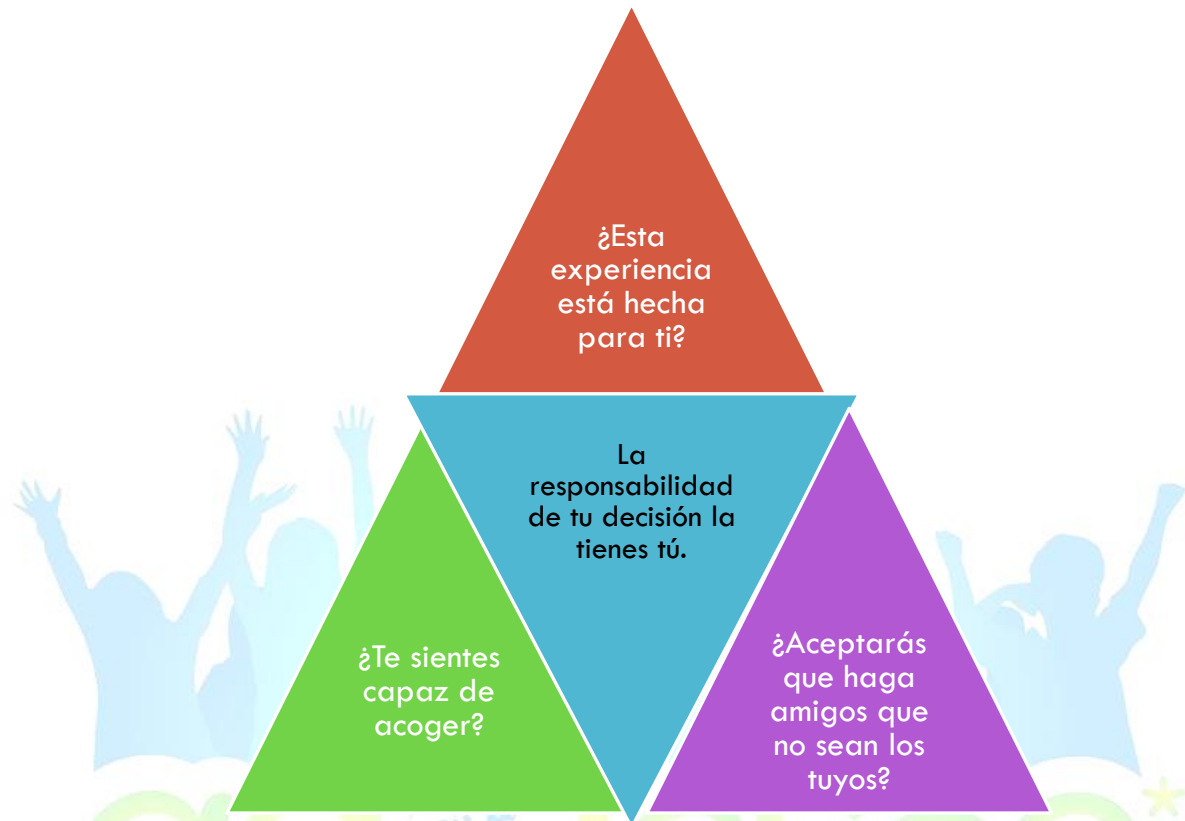 ¿Esta
experiencia
está hecha
para ti?
La
responsabilidad
de tu decisión la
tienes tú.
¿Te sientes
capaz de
acoger?
¿Aceptarás
que haga
amigos que
no sean los
tuyos?